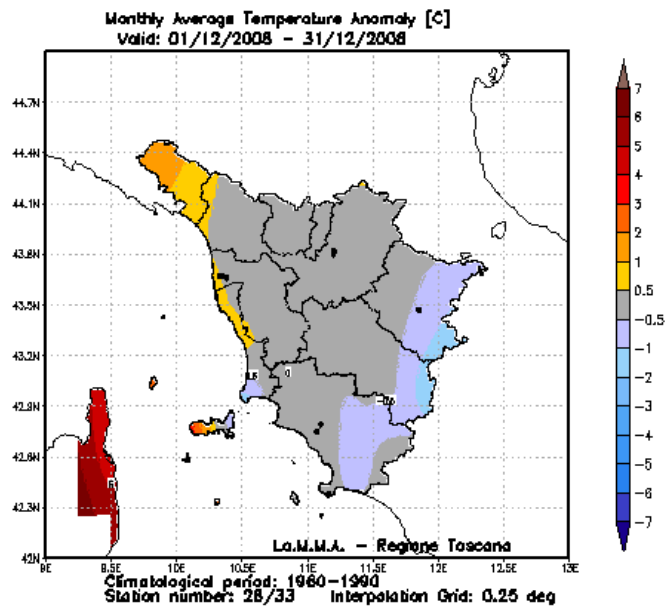 Monthly Average Temperature Anomaly [C]
Valid: 01/12/2008 - 31/12/2008
44.7N
44.4N
44.1N
43.8N
43.5N
43.2N
42.9N
42.6N
42.3N
42N
9E
9.5E
10E
10.5E
11E
11.5E
12E
12.5E
13E
0
La.M.M.A. - Regione Toscana
Climatological period: 1960-1990
Station number: 28/33 Interpolation Grid: 0.25 deg
7
6
5
4
3
2
1
0.5
-0.5
-1
-2
-3
-4
-5
-6
-7